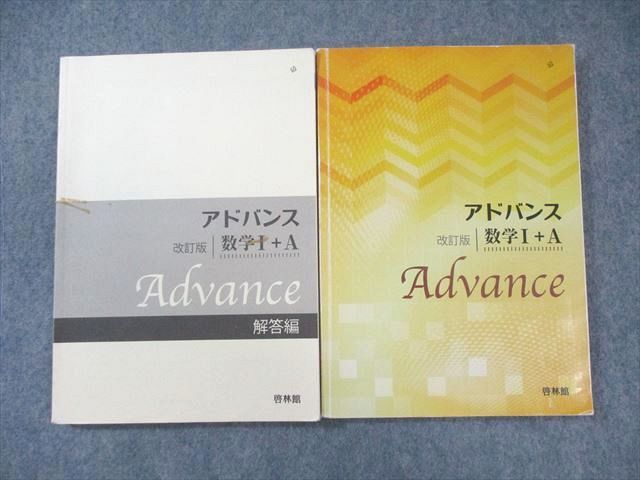 アドバンス
改訂版 数学I+A
Advance
解答編
啓林館
アドバンス
改訂版 数学I+A
Advance
啓林館